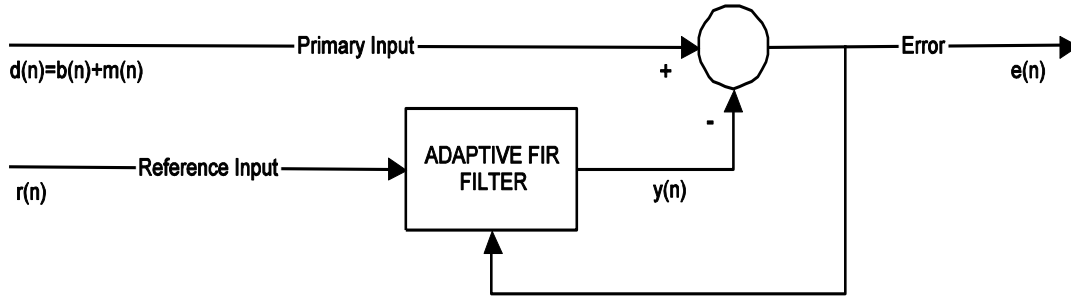 Primary Input
Error
d(n)=b(n)+m(n)
+
e(n)
-
Reference Input
ADAPTIVE FIR
FILTER
r(n)
y(n)